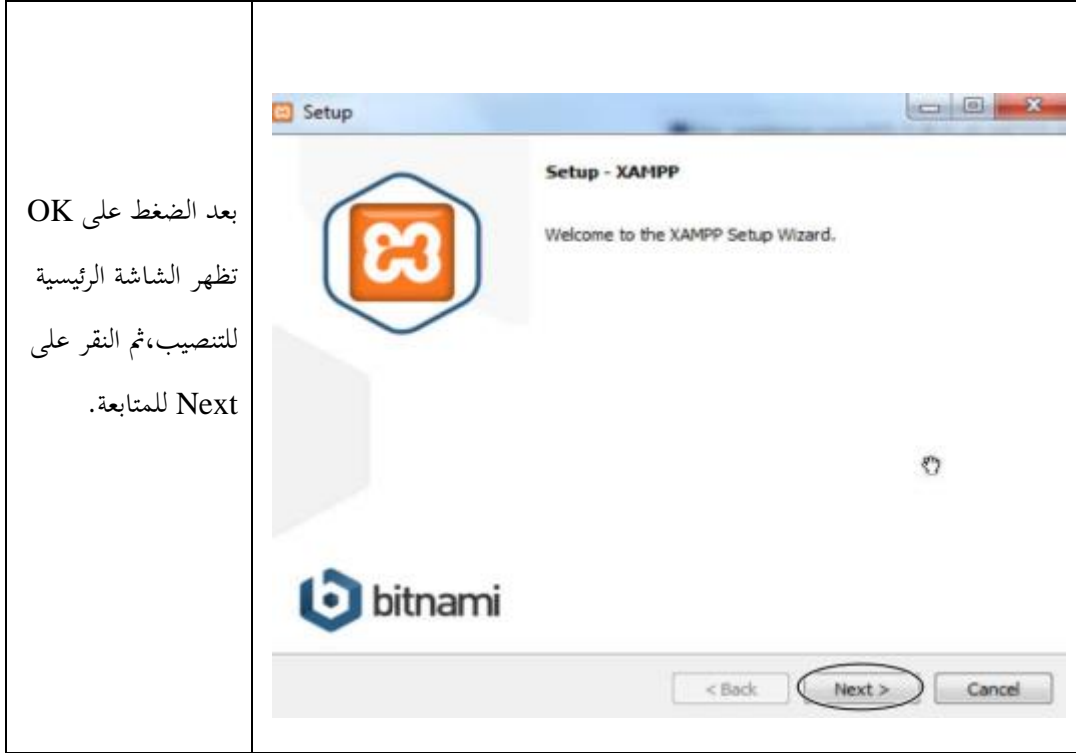 بعد الضغط على OK
تظهر الشاشة الرئيسية
للتنصيب،ثم النقر على
Next للمتابعة.
Setup
Setup - XAMPP
Welcome to the XAMPP Setup Wizard.
bitnami
< Back
Next >
Cancel